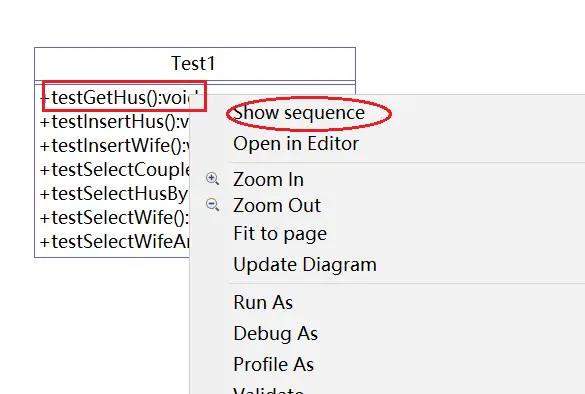 Test1
+testGetHus():void
+testInsertHus():v
+testInsertWife():v
+testSelectCouple
+testSelectHusBy
+testSelectWife():
+testSelectWifeAn
Show sequence
Open in Editor
Zoom In
Zoom Out
Fit to page
Update Diagram
Run As
Debug As
Profile As
Validate